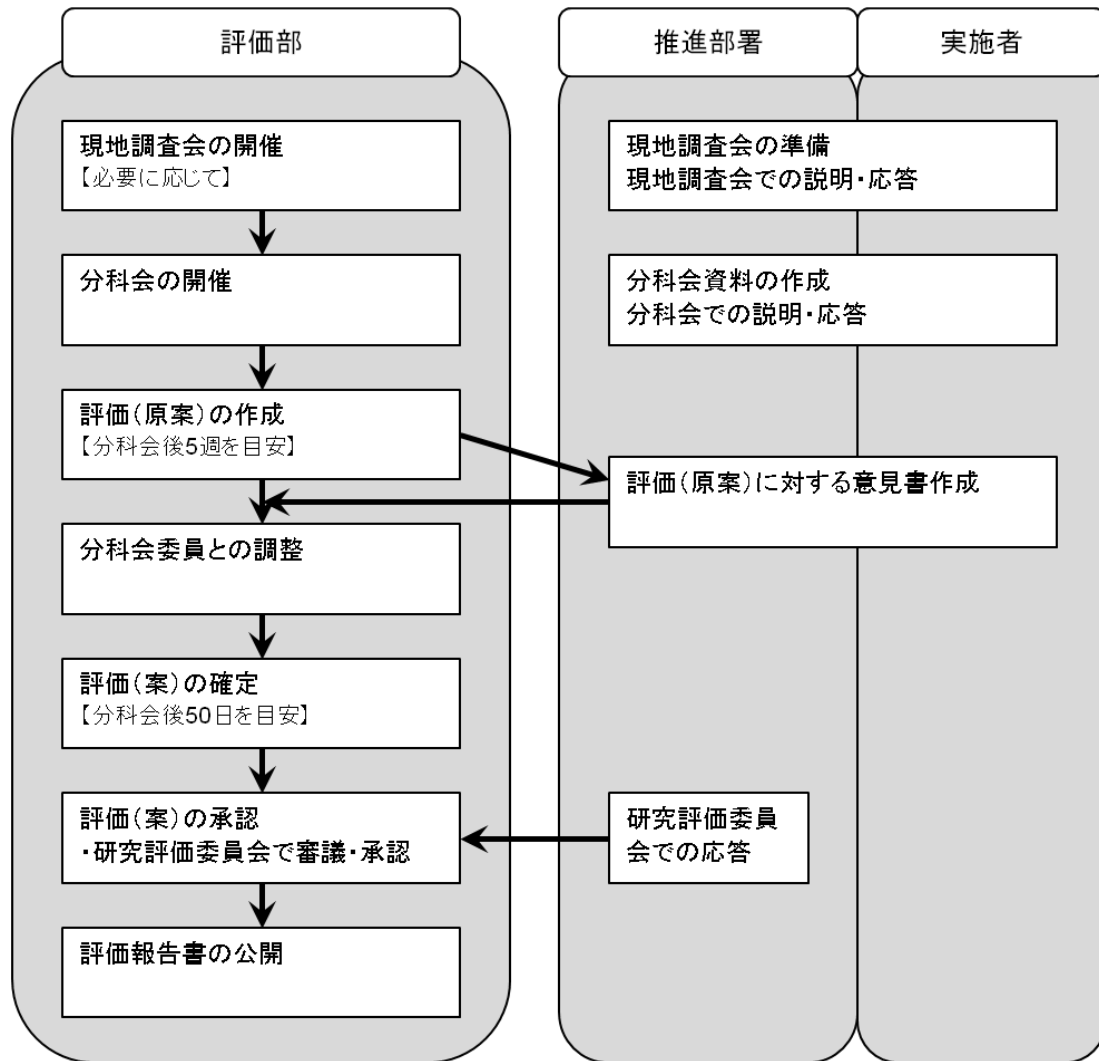 評価部
推進部署
実施者
現地調査会の開催
【必要に応じて】
現地調査会の準備
現地調査会での説明・応答
分科会の開催
分科会資料の作成
分科会での説明・応答
評価（原案）の作成
【分科会後5週を目安】
評価（原案）に対する意見書作成
分科会委員との調整
評価（案）の確定
【分科会後50日を目安】
評価（案）の承認
・研究評価委員会で審議・承認
研究評価委員
会での応答
評価報告書の公開